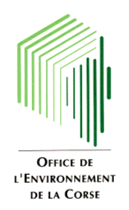 OFFICE DE
L'ENVIRONNEMENT
DE LA CORSE